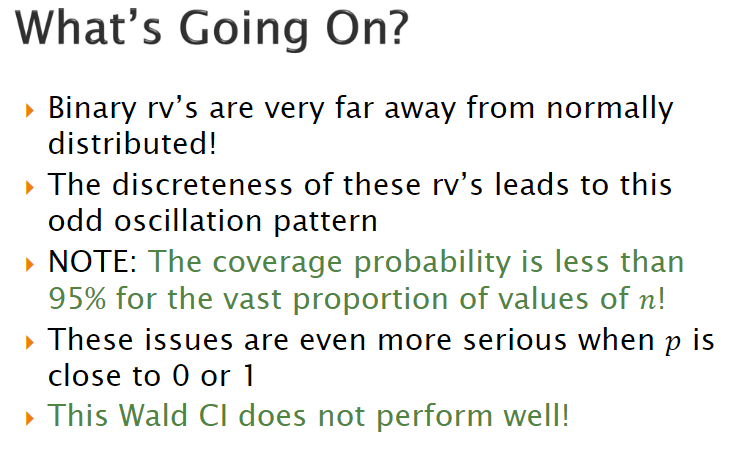 What's Going On?
Binary rv's are very far away from normally
distributed!
The discreteness of these rv's leads to this
odd oscillation pattern
NOTE: The coverage probability is less than
95% for the vast proportion of values of n!
These issues are even more serious when p is
close to 0 or 1
This Wald CI does not perform well!